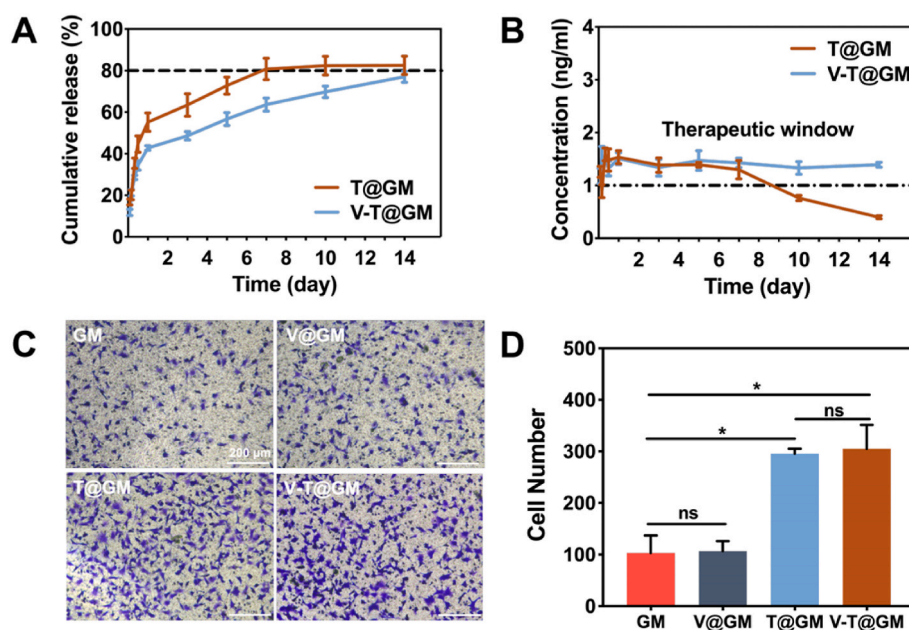 A
Cumulative release (%)
100
80
60
40
20
0
2 4 6 8 10 12 14
Time (day)
T@GM
V-T@GM
B
Concentration (ng/ml)
4
3
2
1
0
2 4 6 8 10 12 14
Time (day)
T@GM
V-T@GM
Therapeutic window
C
GM
200 μm
V@GM
T@GM
V-T@GM
D
Cell Number
500
400
300
200
100
0
*
ns
*
ns
GM V@GM T@GM V-T@GM